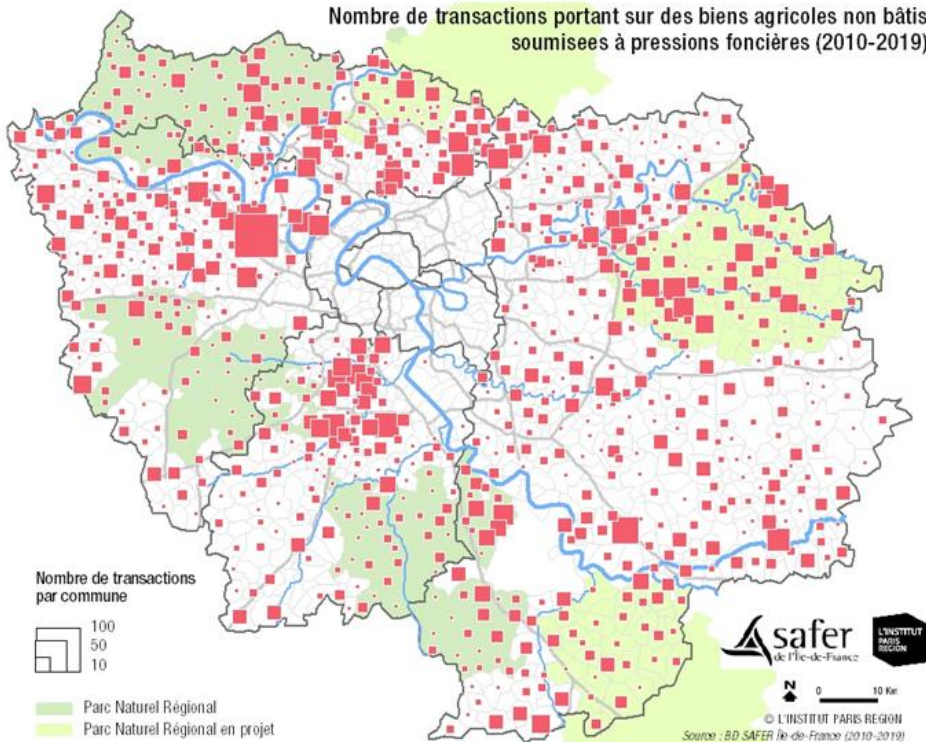 Nombre de transactions portant sur des biens agricoles non bâtis
soumisees à pressions foncières (2010-2019)
Nombre de transactions
par commune
100
50
10
Parc Naturel Régional
Parc Naturel Régional en projet
safer
de l'Île-de-France
L'INSTITUT
PARIS
REGION
N
0 10 Km
© L'INSTITUT PARIS REGION
Source : BD SAFER Île-de-France (2010-2019)